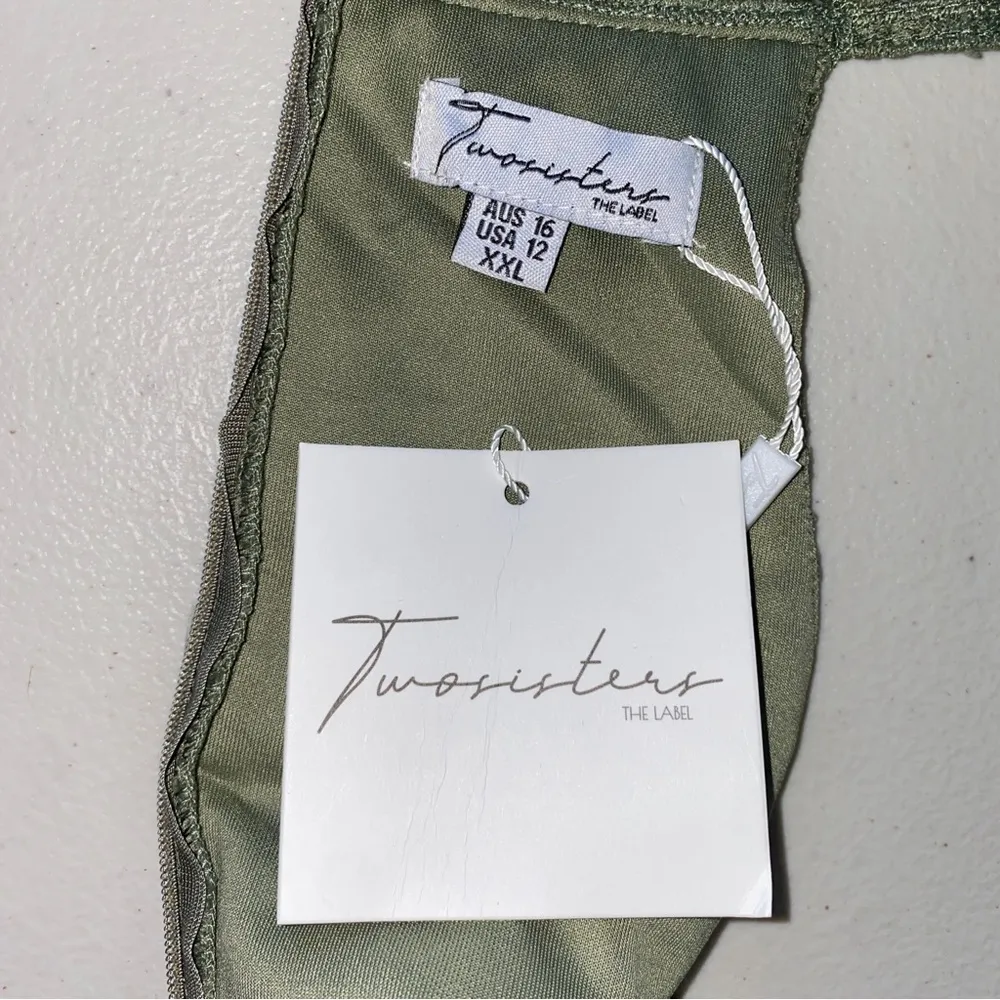 Twosisters
THE LABEL
AUS 16
USA 12
XXL
Twosisters
THE LABEL